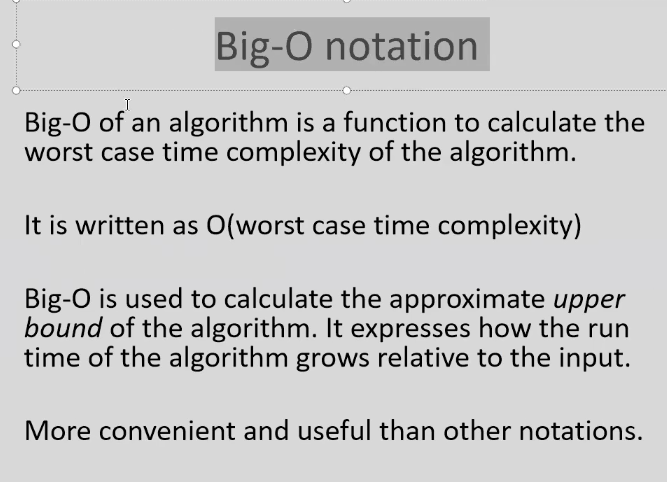 Big-O notation
Big-O of an algorithm is a function to calculate the
worst case time complexity of the algorithm.
It is written as O(worst case time complexity)
Big-O is used to calculate the approximate upper
bound of the algorithm. It expresses how the run
time of the algorithm grows relative to the input.
More convenient and useful than other notations.